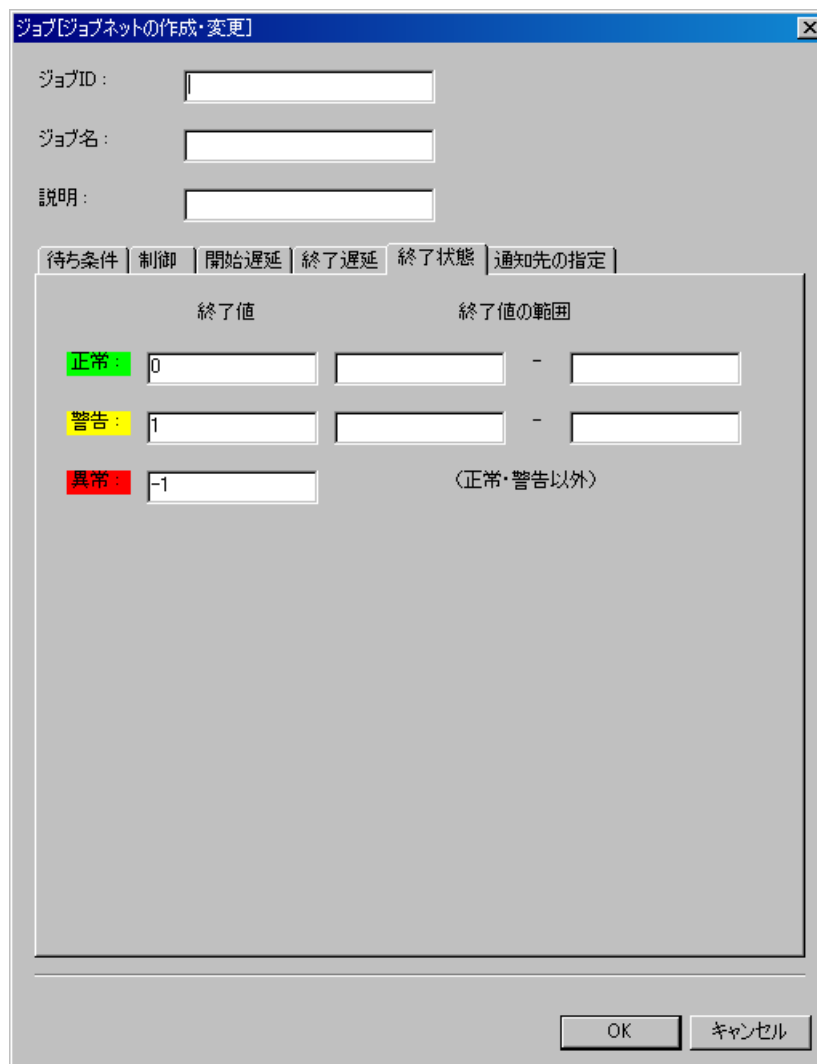 ジョブ[ジョブネットの作成・変更]
ジョブID：
ジョブ名：
説明：
待ち条件 制御 開始遅延 終了遅延 終了状態 通知先の指定
終了値 終了値の範囲
正常： 0 -
警告： 1 -
異常： -1 （正常・警告以外）
OK キャンセル